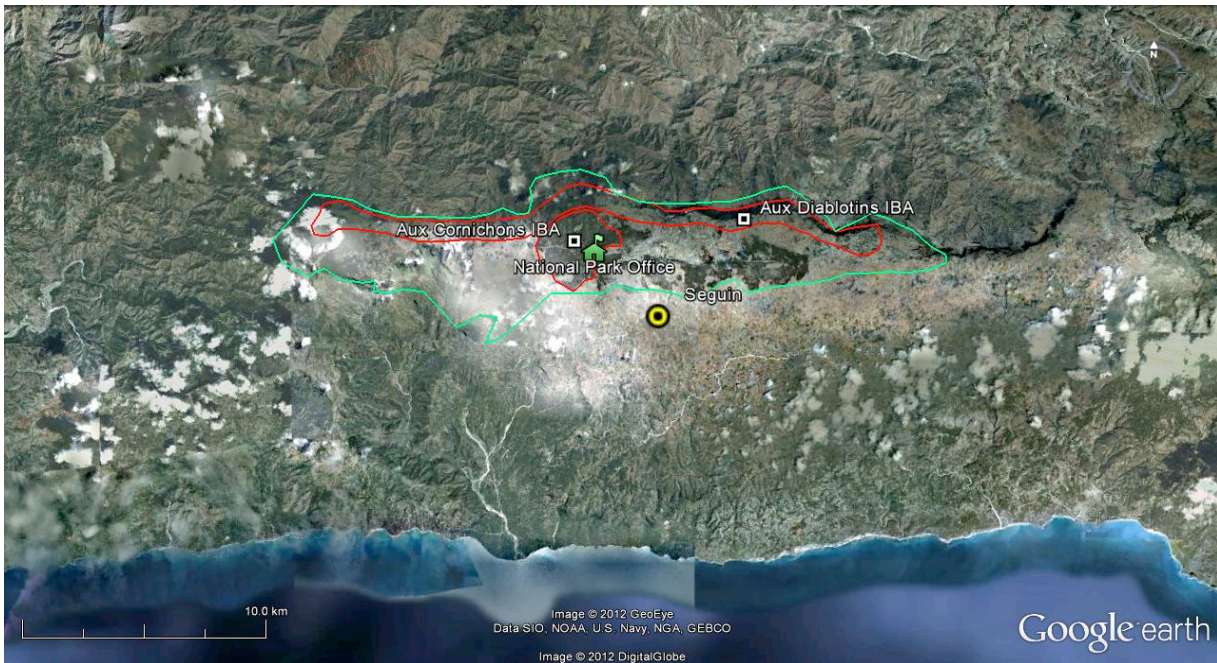 N
Aux Diablotins IBA
Aux Cornichons IBA
National Park Office
Seguin
10.0 km
Image © 2012 GeoEye
Data SIO, NOAA, U.S. Navy, NGA, GEBCO
Image © 2012 DigitalGlobe
Google earth